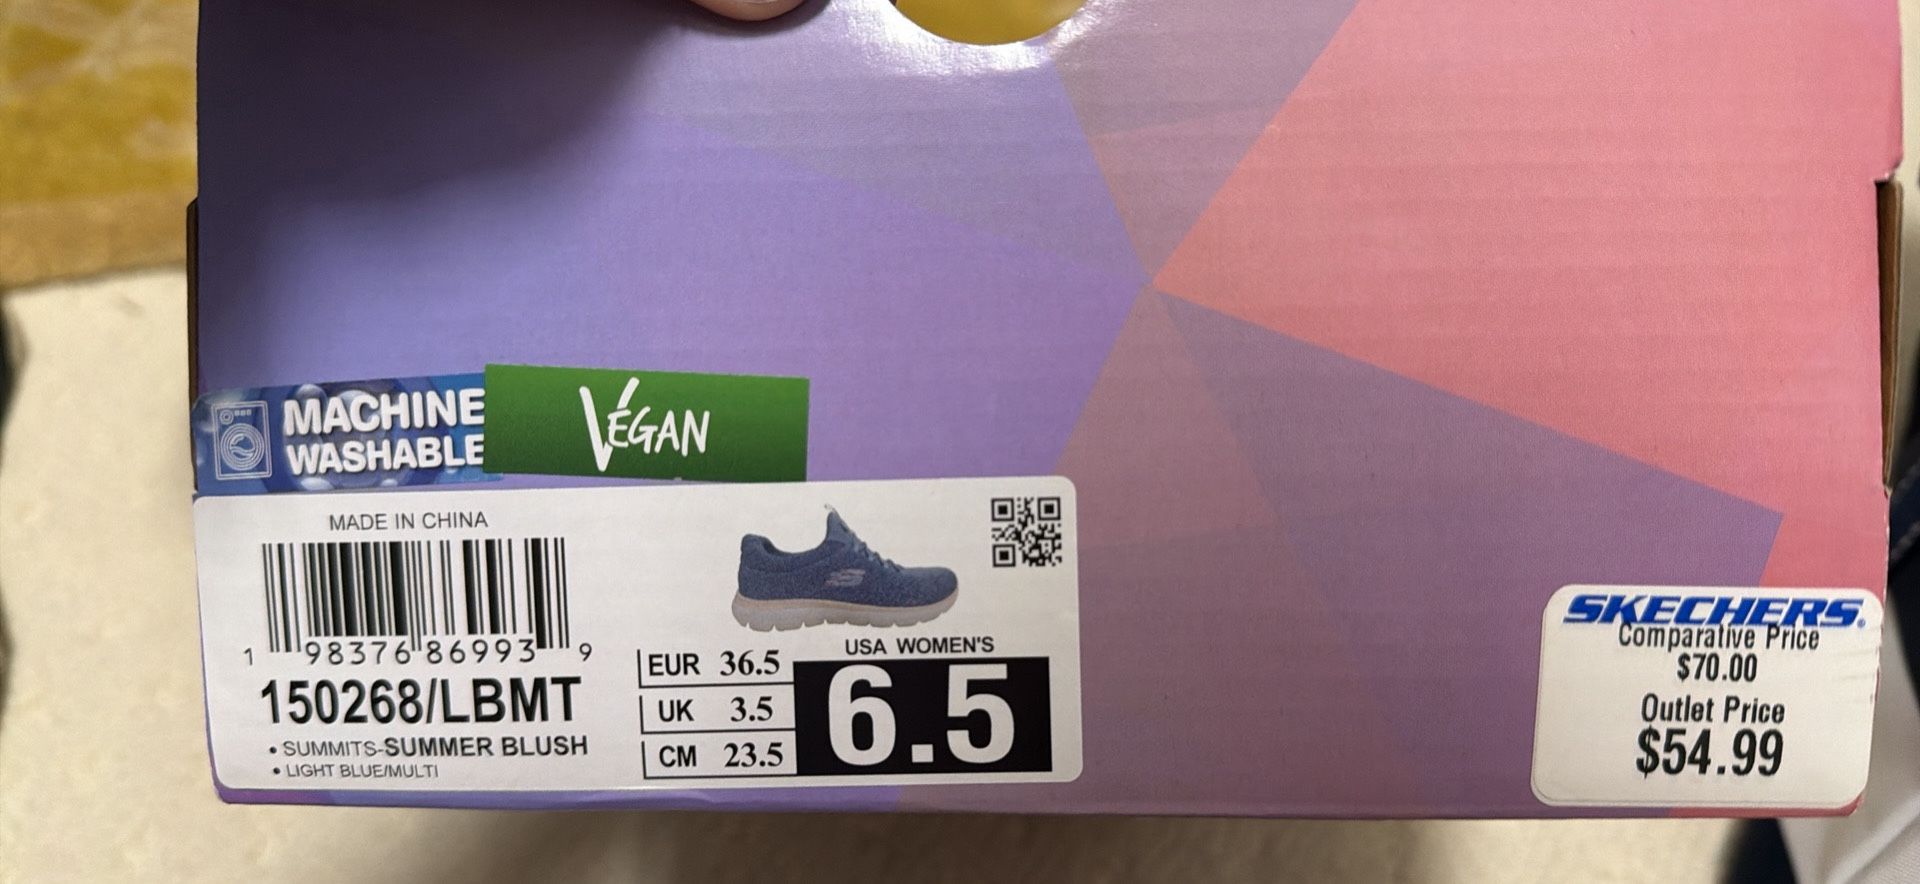 MACHINE
WASHABLE
VEGAN
MADE IN CHINA
1 98376 86993 9
150268/LBMT
• SUMMITS-SUMMER BLUSH
• LIGHT BLUE/MULTI
EUR 36.5
UK 3.5
CM 23.5
USA WOMEN'S
6.5
SKECHERS.
Comparative Price
$70.00
Outlet Price
$54.99